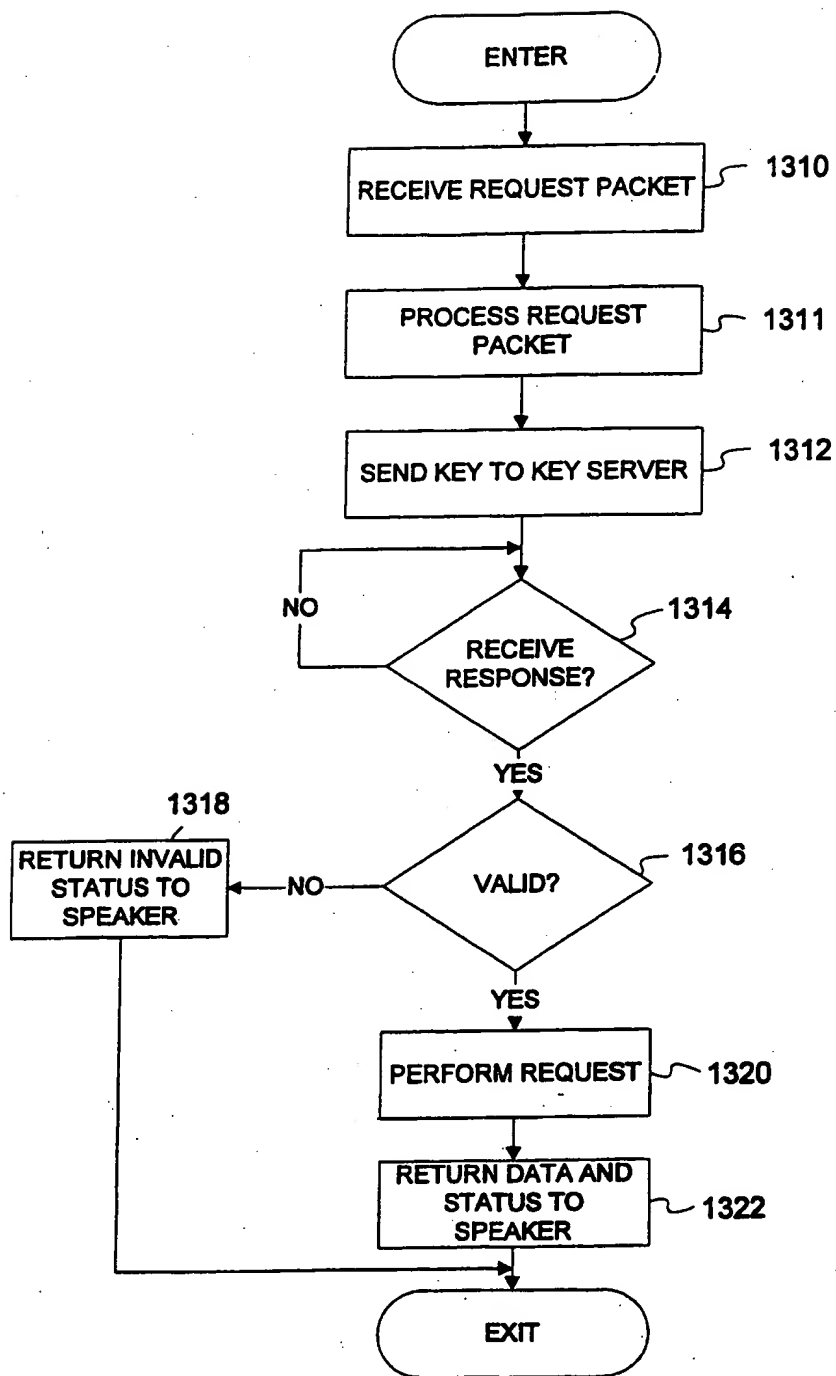 ENTER
RECEIVE REQUEST PACKET
1310
PROCESS REQUEST
PACKET
1311
SEND KEY TO KEY SERVER
1312
NO
RECEIVE
RESPONSE?
1314
YES
1318
RETURN INVALID
STATUS TO
SPEAKER
NO
VALID?
1316
YES
PERFORM REQUEST
1320
RETURN DATA AND
STATUS TO
SPEAKER
1322
EXIT